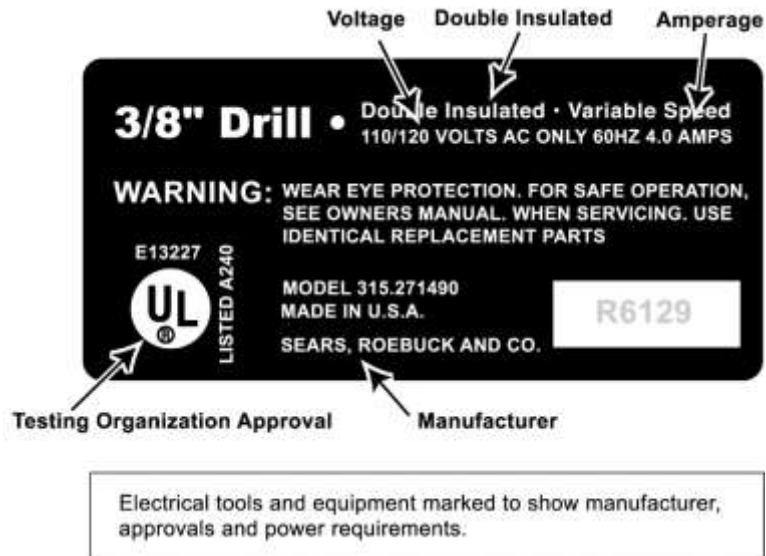 Voltage Double Insulated Amperage
3/8" Drill • Double Insulated · Variable Speed
110/120 VOLTS AC ONLY 60HZ 4.0 AMPS
WARNING: WEAR EYE PROTECTION. FOR SAFE OPERATION,
SEE OWNERS MANUAL. WHEN SERVICING. USE
IDENTICAL REPLACEMENT PARTS
E13227
UL
®
LISTED A240
MODEL 315.271490
MADE IN U.S.A.
SEARS, ROEBUCK AND CO.
R6129
Testing Organization Approval
Manufacturer
Electrical tools and equipment marked to show manufacturer,
approvals and power requirements.